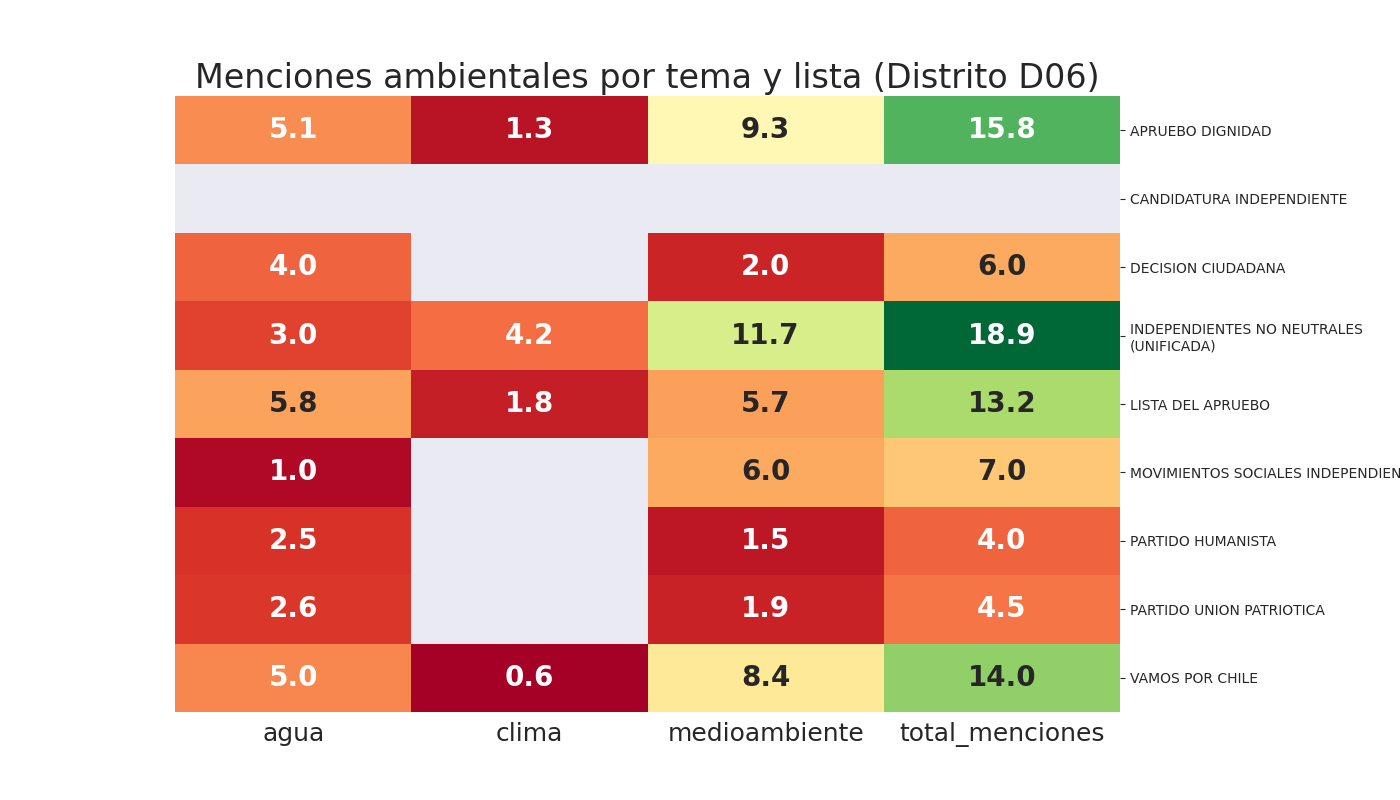 Menciones ambientales por tema y lista (Distrito D06)
5.1 1.3 9.3 15.8 APRUEBO DIGNIDAD
CANDIDATURA INDEPENDIENTE
4.0 2.0 6.0 DECISION CIUDADANA
3.0 4.2 11.7 18.9 INDEPENDIENTES NO NEUTRALES
(UNIFICADA)
5.8 1.8 5.7 13.2 LISTA DEL APRUEBO
1.0 6.0 7.0 MOVIMIENTOS SOCIALES INDEPENDIEN
2.5 1.5 4.0 PARTIDO HUMANISTA
2.6 1.9 4.5 PARTIDO UNION PATRIOTICA
5.0 0.6 8.4 14.0 VAMOS POR CHILE
agua clima medioambiente total_menciones